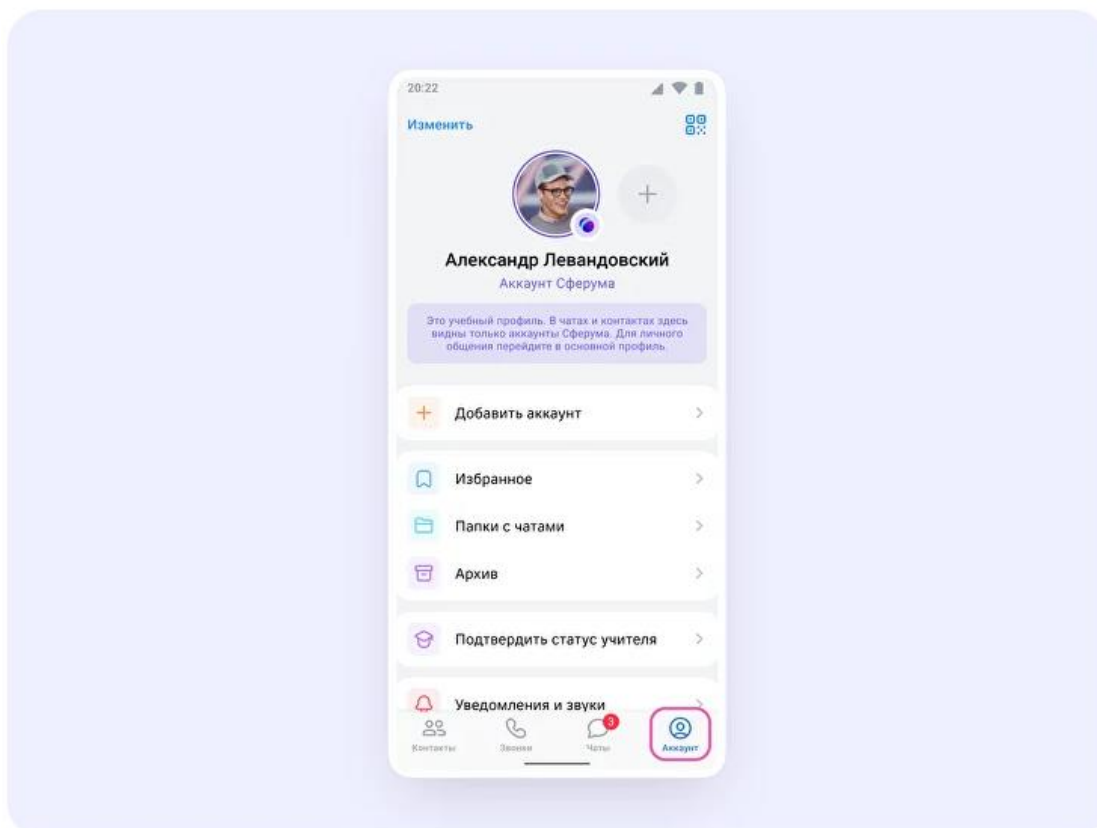 20:22
Изменить
Александр Левандовский
Аккаунт Сферума
Это учебный профиль. В чатах и контактах здесь
видны только аккаунты Сферума. Для личного
общения перейдите в основной профиль.
Добавить аккаунт
Избранное
Папки с чатами
Архив
Подтвердить статус учителя
Уведомления и звуки
3
Контакты
Звонки
Чаты
Аккаунт